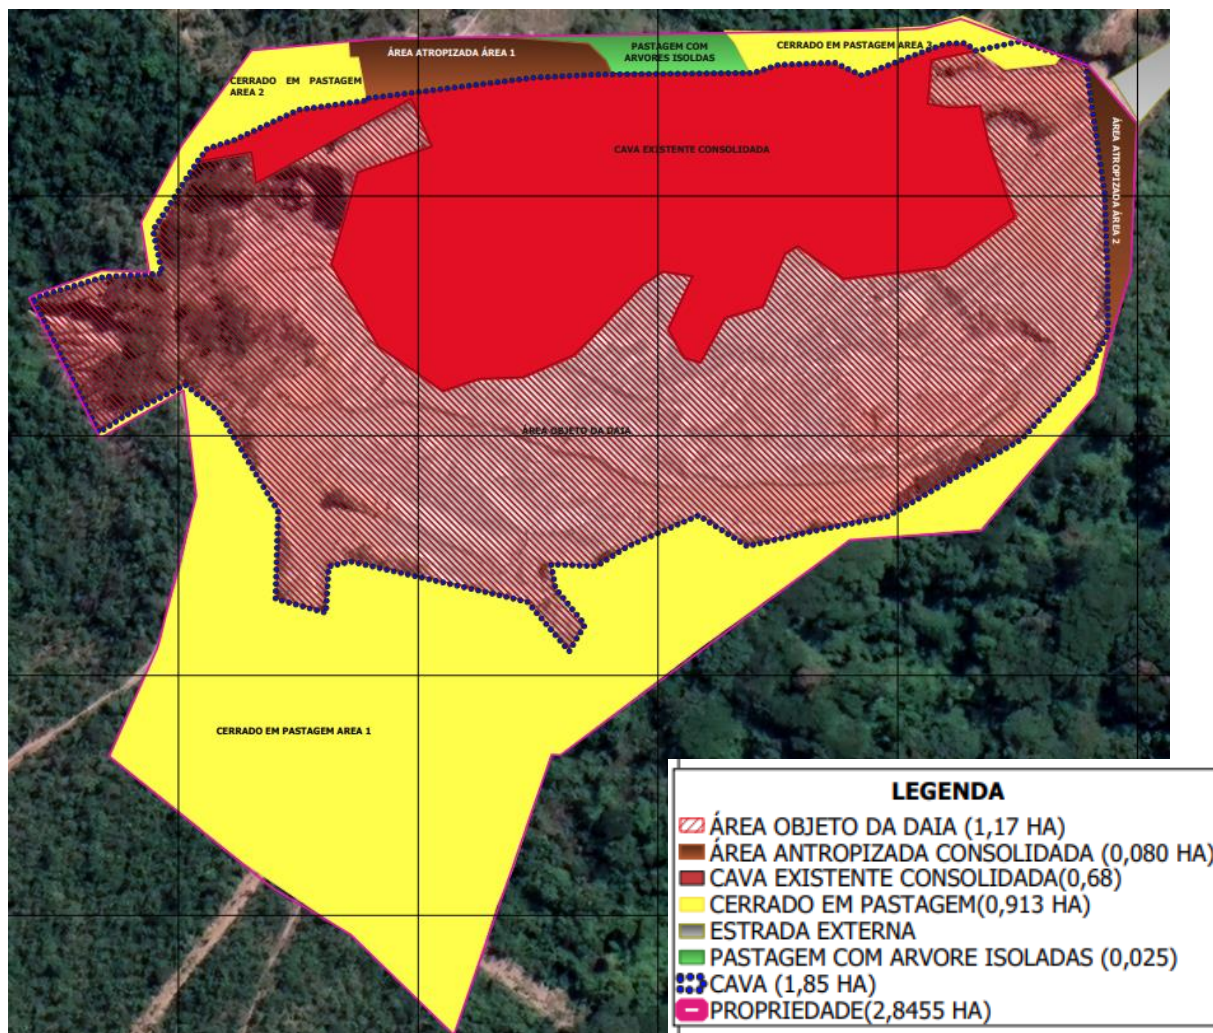 ÁREA ATROPIZADA ÁREA 1
PASTAGEM COM
ARVORES ISOLDAS
CERRADO EM PASTAGEM AREA 3
CERRADO EM PASTAGEM
AREA 2
CAVA EXISTENTE CONSOLIDADA
ÁREA ATROPIZADA ÁREA 2
ÁREA OBJETO DA DAIA
CERRADO EM PASTAGEM AREA 1
LEGENDA
ÁREA OBJETO DA DAIA (1,17 HA)
ÁREA ANTROPIZADA CONSOLIDADA (0,080 HA)
CAVA EXISTENTE CONSOLIDADA(0,68)
CERRADO EM PASTAGEM(0,913 HA)
ESTRADA EXTERNA
PASTAGEM COM ARVORE ISOLADAS (0,025)
CAVA (1,85 HA)
PROPRIEDADE(2,8455 HA)